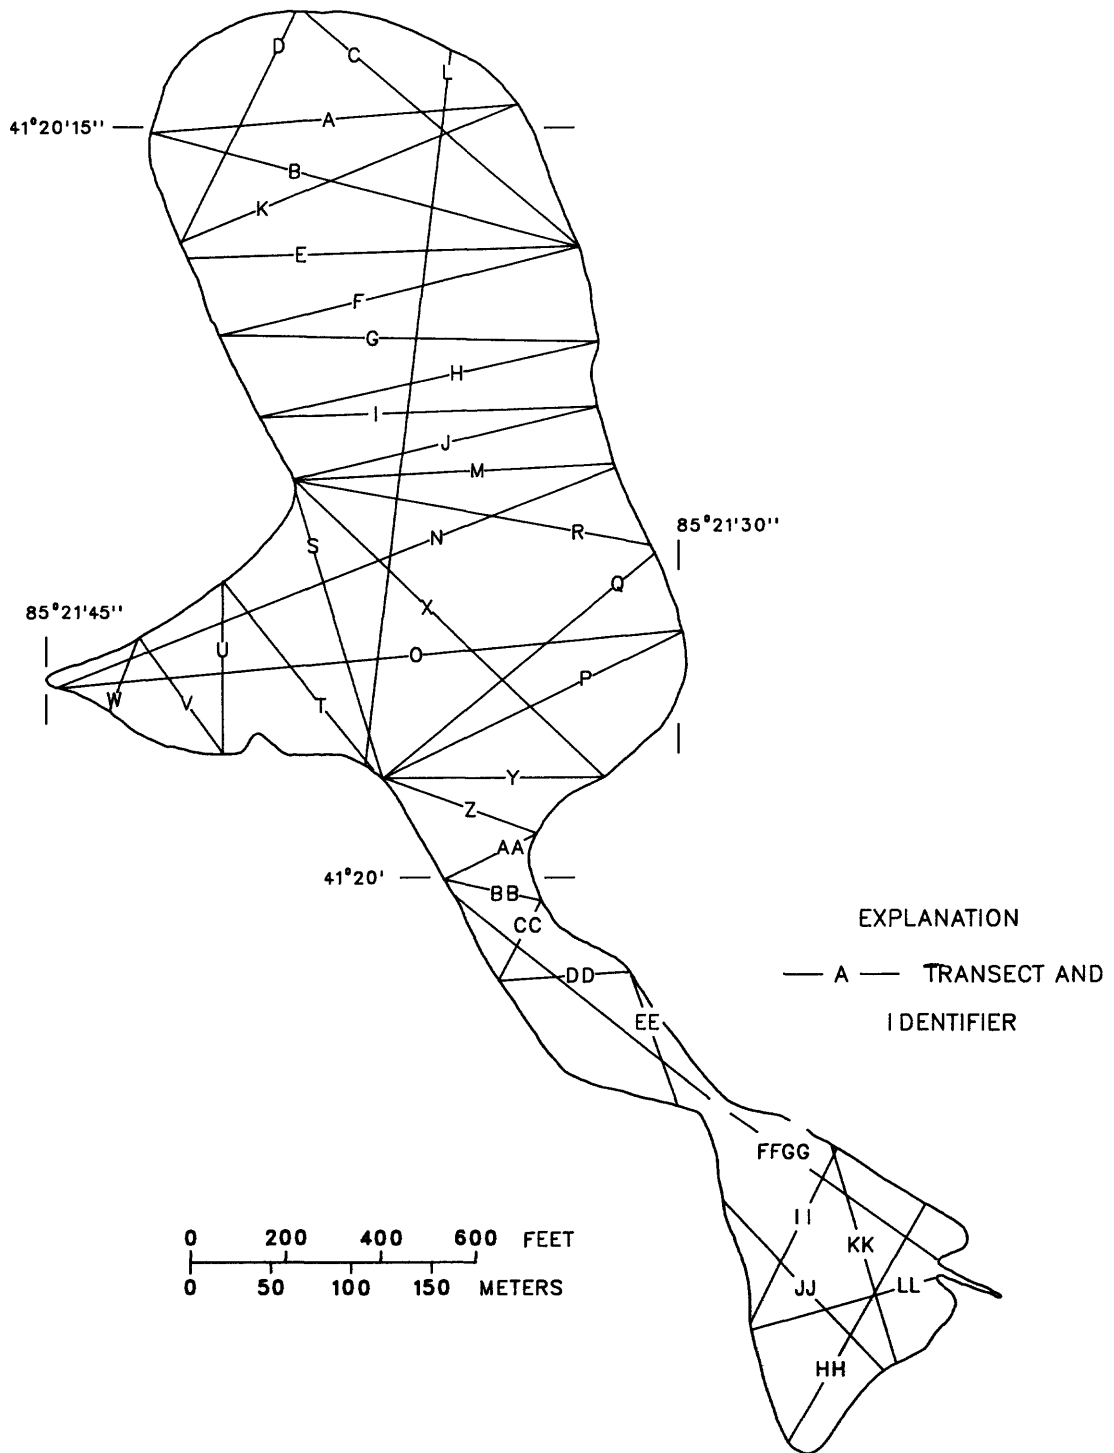 D
C
L
41°20'15"
A
B
K
E
F
G
H
I
J
M
85°21'30"
R
N
S
Q
X
85°21'45"
U
O
P
W
V
T
Y
Z
AA
41°20'
BB
CC
EXPLANATION
DD
A TRANSECT AND
IDENTIFIER
EE
FFGG
II
0 200 400 600 FEET
KK
0 50 100 150 METERS
JJ
LL
HH